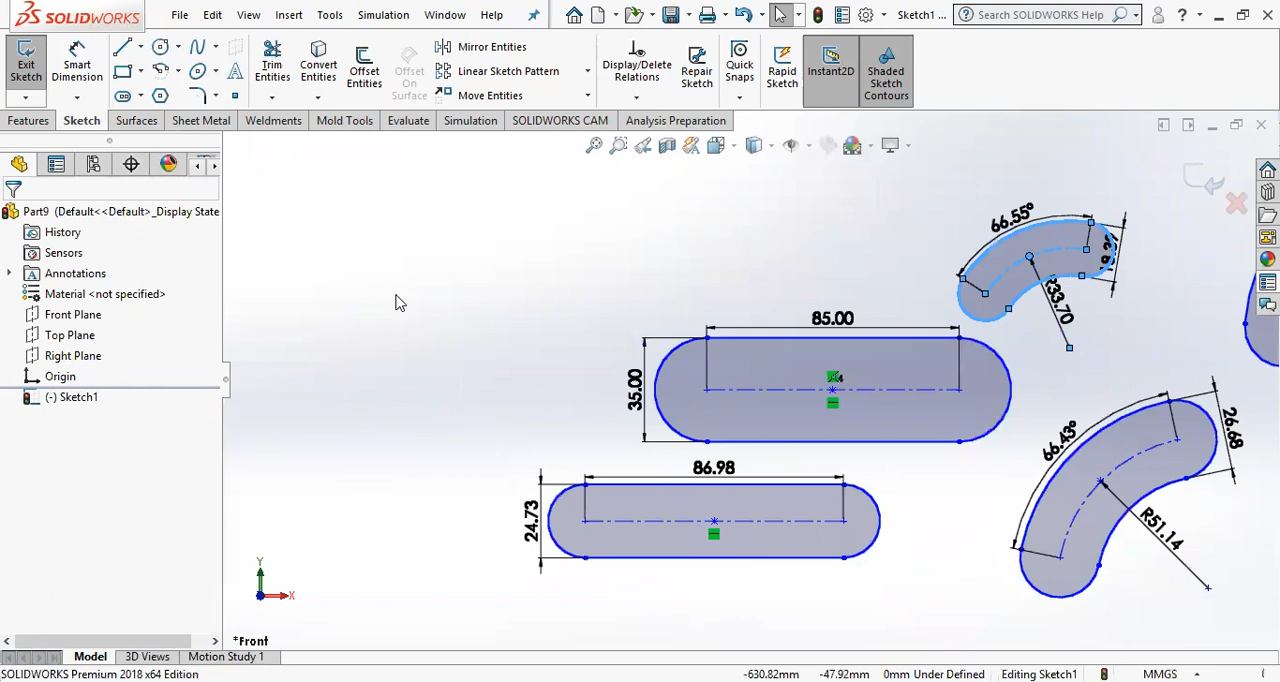 SOLIDWORKS File Edit View Insert Tools Simulation Window Help Sketch1 ... Search SOLIDWORKS Help ?
Exit Sketch
Smart Dimension
Trim Entities
Convert Entities
Offset Entities
Offset On Surface
Mirror Entities
Linear Sketch Pattern
Move Entities
Display/Delete Relations
Repair Sketch
Quick Snaps
Rapid Sketch
Instant2D
Shaded Sketch Contours
Features Sketch Surfaces Sheet Metal Weldments Mold Tools Evaluate Simulation SOLIDWORKS CAM Analysis Preparation
Part9 (Default<<Default>_Display State
History
Sensors
Annotations
Material <not specified>
Front Plane
Top Plane
Right Plane
Origin
(-) Sketch1
66.55°
R33.70
85.00
35.00
66.43°
26.68
R51.14
86.98
24.73
Y
X
*Front
Model 3D Views Motion Study 1
SOLIDWORKS Premium 2018 x64 Edition -630.82mm -47.92mm 0mm Under Defined Editing Sketch1 MMGS